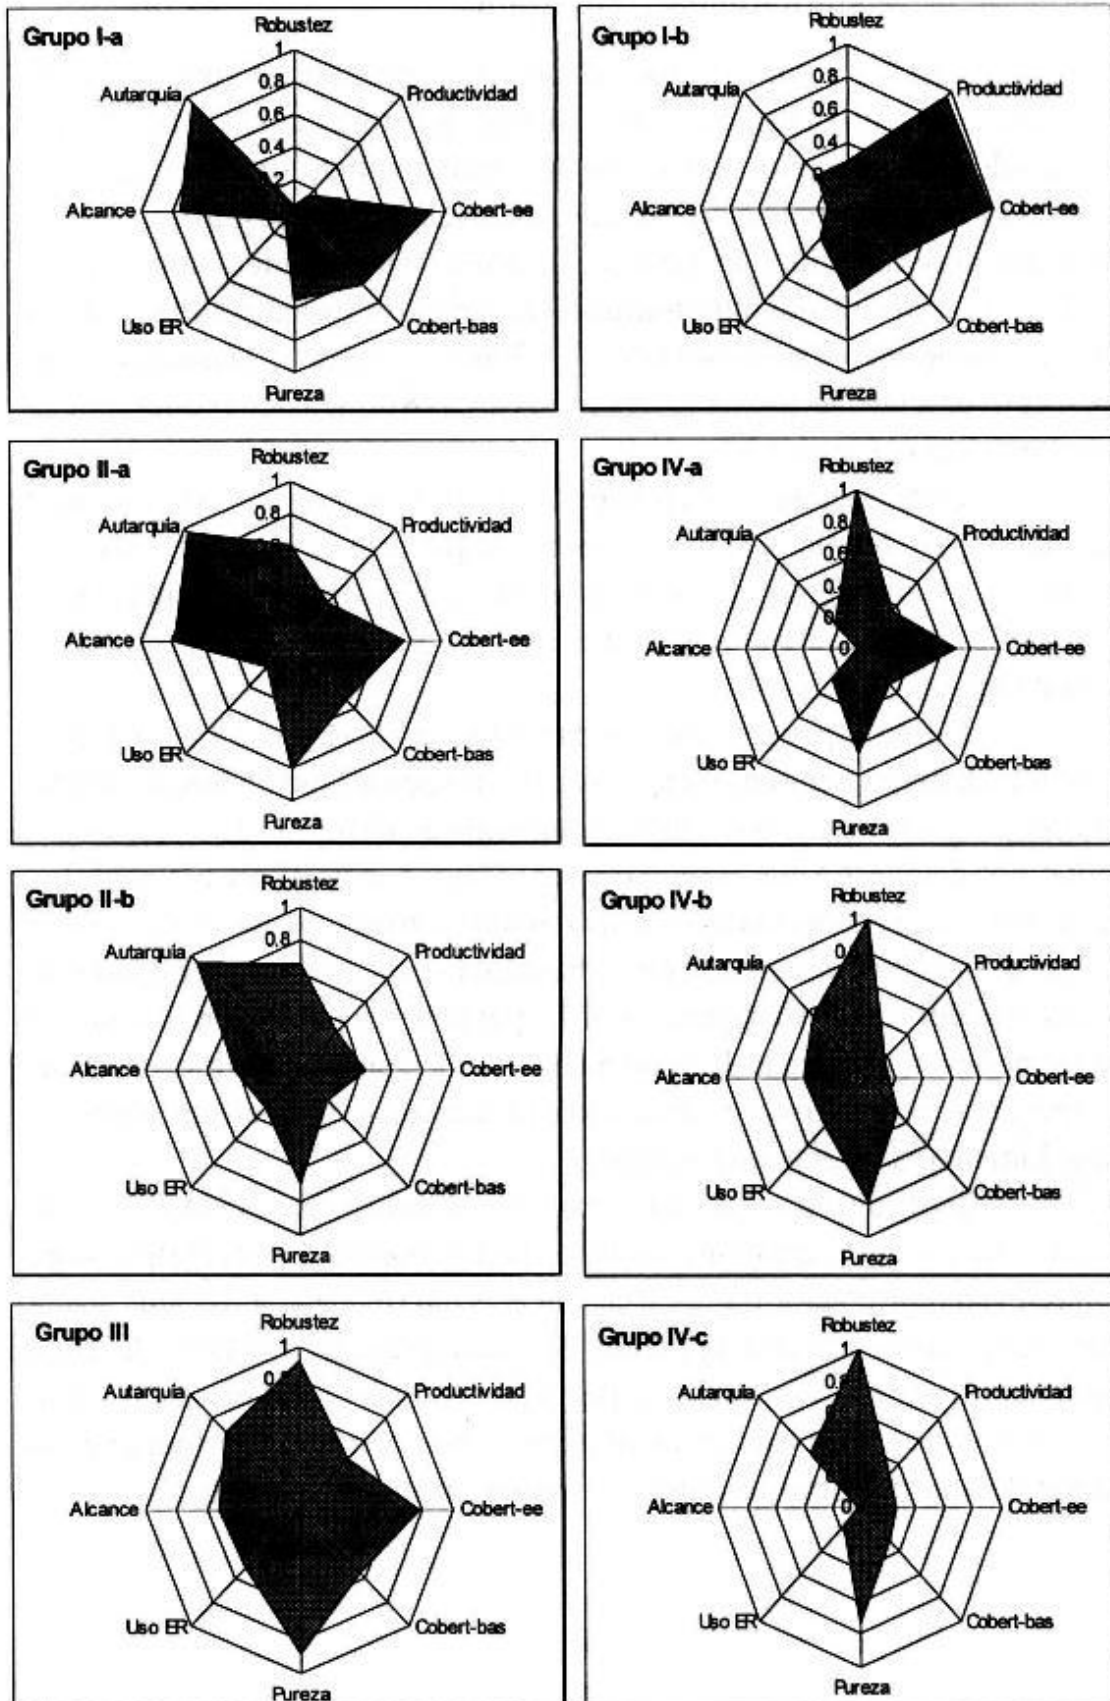 Grupo I-a
Robustez
1
0.8
0.6
0.4
0.2
Productividad
Cobert-ee
Cobert-bas
Pureza
Uso ER
Alcance
Autarquía
Grupo I-b
Robustez
1
0.8
0.6
0.4
Productividad
Cobert-ee
Cobert-bas
Pureza
Uso ER
Alcance
Autarquía
Grupo II-a
Robustez
1
0.8
Productividad
Cobert-ee
Cobert-bas
Pureza
Uso ER
Alcance
Autarquía
Grupo IV-a
Robustez
1
0.8
0.6
0.4
0
Productividad
Cobert-ee
Cobert-bas
Pureza
Uso ER
Alcance
Autarquía
Grupo II-b
Robustez
1
0.8
Productividad
Cobert-ee
Cobert-bas
Pureza
Uso ER
Alcance
Autarquía
Grupo IV-b
Robustez
1
Productividad
Cobert-ee
Cobert-bas
Pureza
Uso ER
Alcance
Autarquía
Grupo III
Robustez
1
Productividad
Cobert-ee
Cobert-bas
Pureza
Uso ER
Alcance
Autarquía
Grupo IV-c
Robustez
1
0.8
Productividad
Cobert-ee
Cobert-bas
Pureza
Uso ER
Alcance
Autarquía